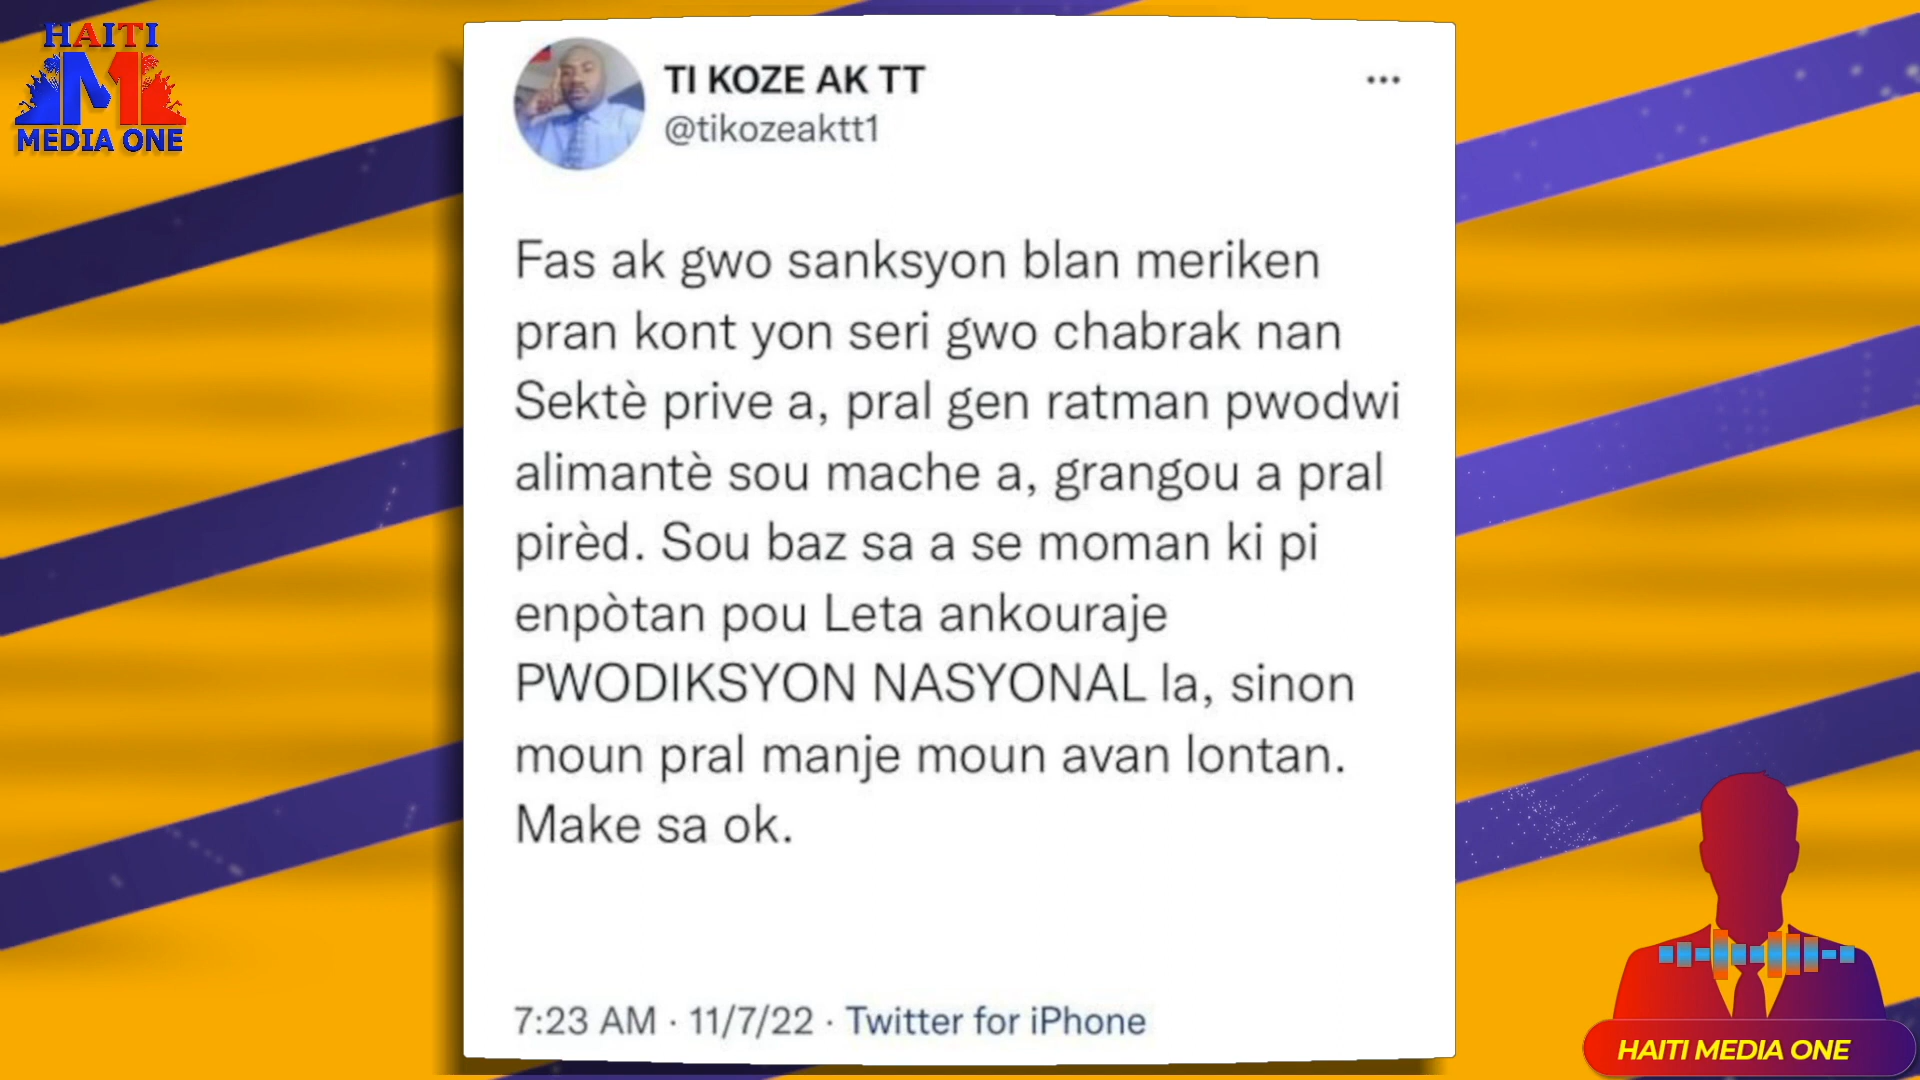 HAITI
M1
MEDIA ONE
TI KOZE AK TT
@tikozeaktt1
Fas ak gwo sanksyon blan meriken
pran kont yon seri gwo chabrak nan
Sektè prive a, pral gen ratman pwodwi
alimantè sou mache a, grangou a pral
pirèd. Sou baz sa a se moman ki pi
enpòtan pou Leta ankouraje
PWODIKSYON NASYONAL la, sinon
moun pral manje moun avan lontan.
Make sa ok.
7:23 AM · 11/7/22 · Twitter for iPhone
HAITI MEDIA ONE